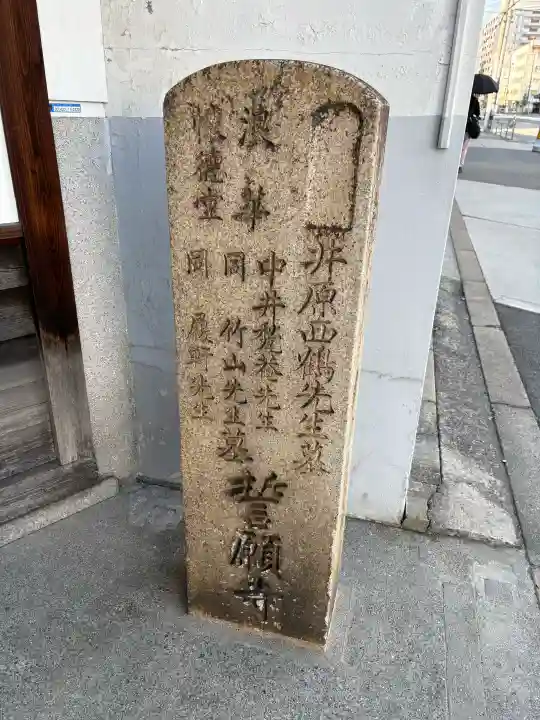 井原西鶴先生墓
浪華
懐徳堂
中井甃菴先生
同 竹山先生墓
同 履軒先生
誓願寺